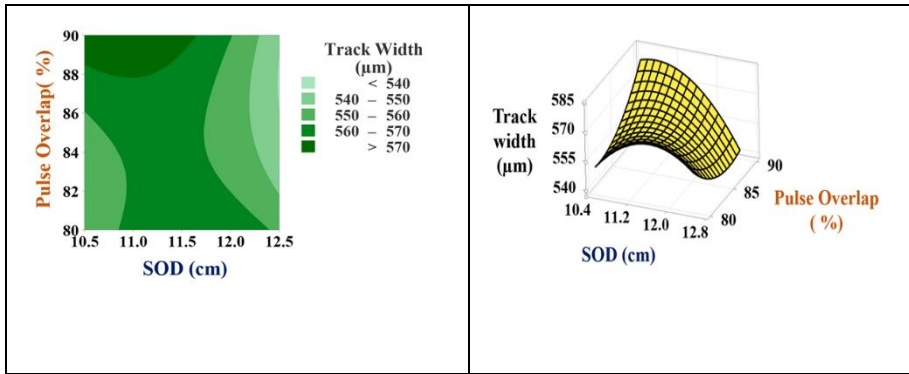 90
88
86
84
82
80
Pulse Overlap( %)
10.5 11.0 11.5 12.0 12.5
SOD (cm)
Track Width
(µm)
< 540
540 – 550
550 – 560
560 – 570
> 570
585
570
555
540
Track
width
(µm)
10.4
11.2
12.0
12.8
SOD (cm)
90
85
80
Pulse Overlap
( %)